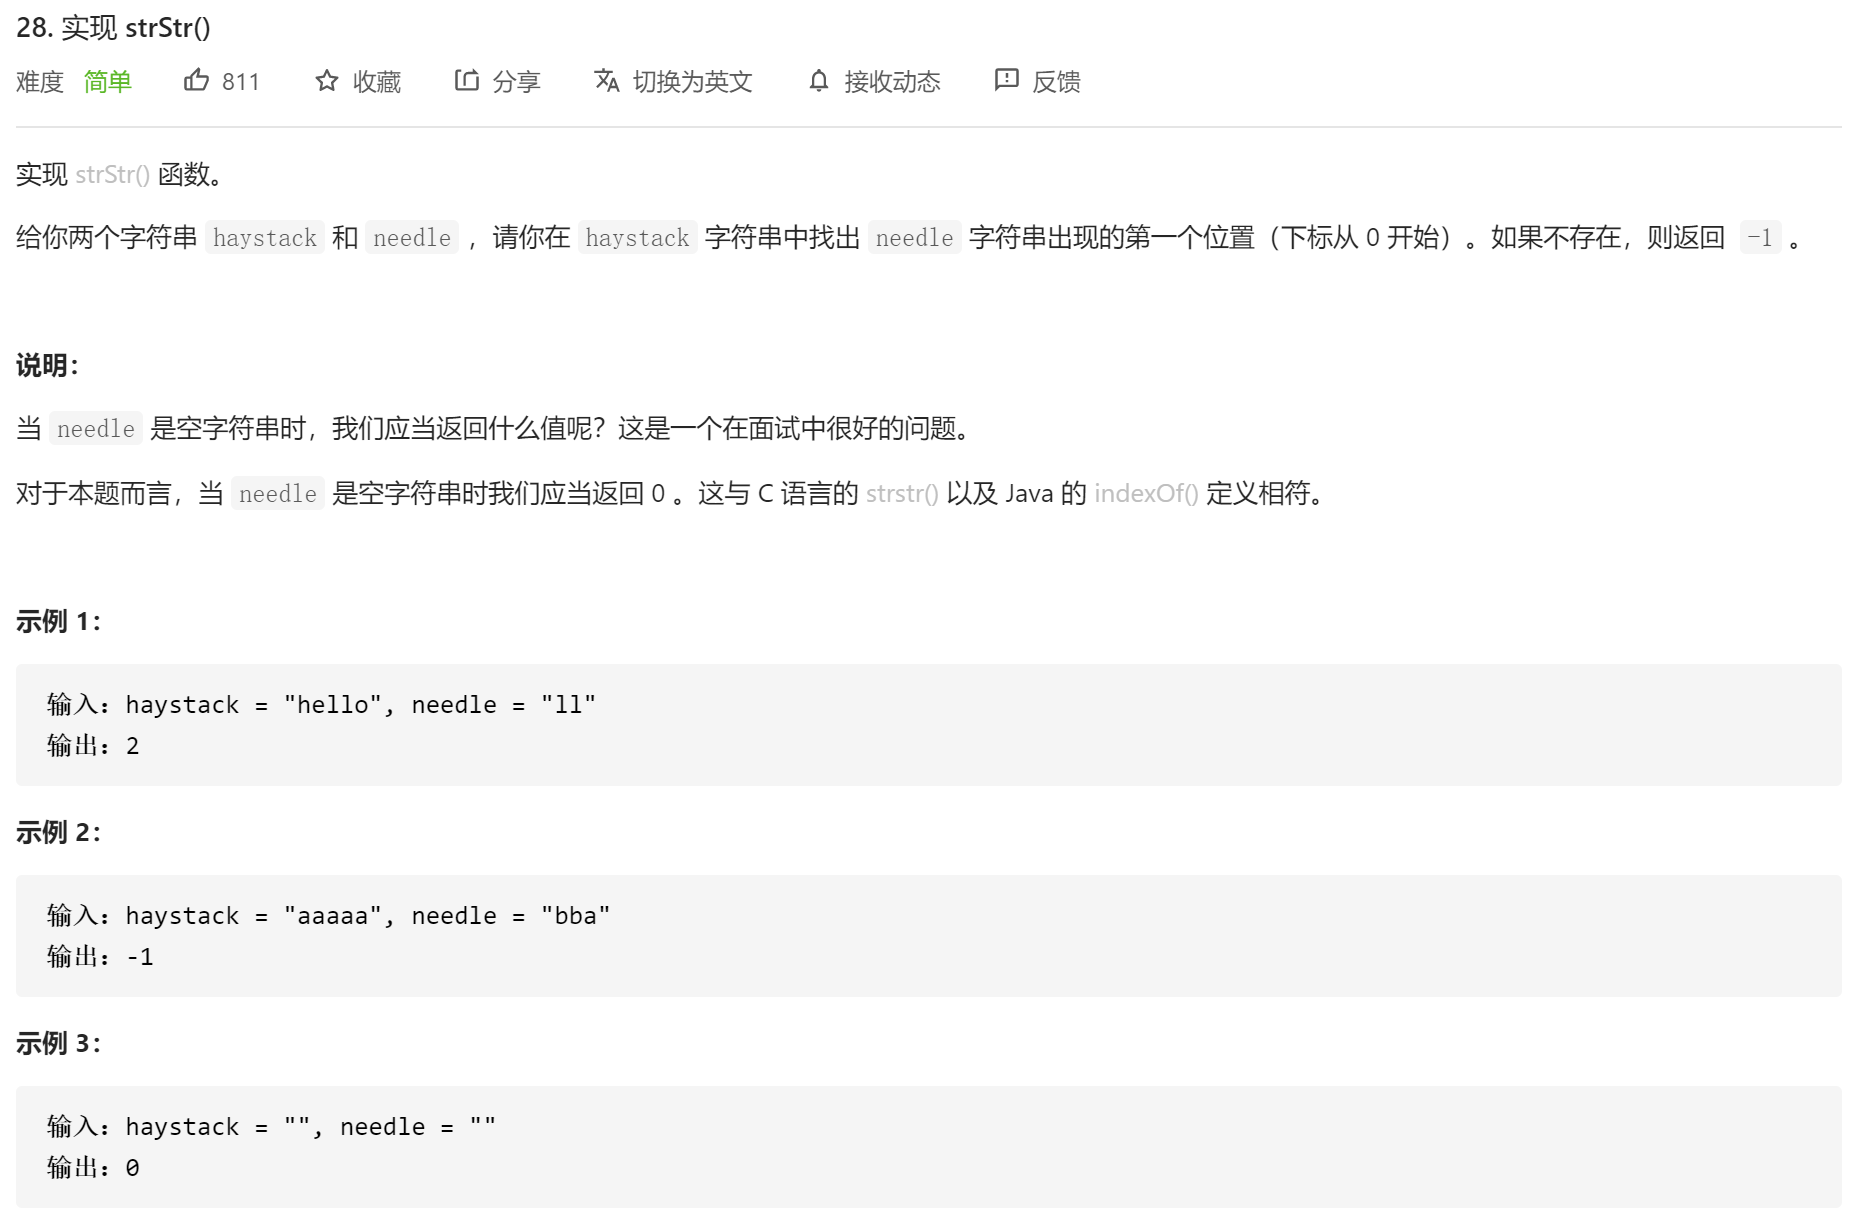 28. 实现 strStr()
难度 简单 811 收藏 分享 切换为英文 接收动态 反馈
实现 strStr() 函数。
给你两个字符串 haystack 和 needle ，请你在 haystack 字符串中找出 needle 字符串出现的第一个位置（下标从 0 开始）。如果不存在，则返回 -1 。
说明：
当 needle 是空字符串时，我们应当返回什么值呢？这是一个在面试中很好的问题。
对于本题而言，当 needle 是空字符串时我们应当返回 0 。这与 C 语言的 strstr() 以及 Java 的 indexOf() 定义相符。
示例 1：
输入：haystack = "hello", needle = "ll"
输出：2
示例 2：
输入：haystack = "aaaaa", needle = "bba"
输出：-1
示例 3：
输入：haystack = "", needle = ""
输出：0